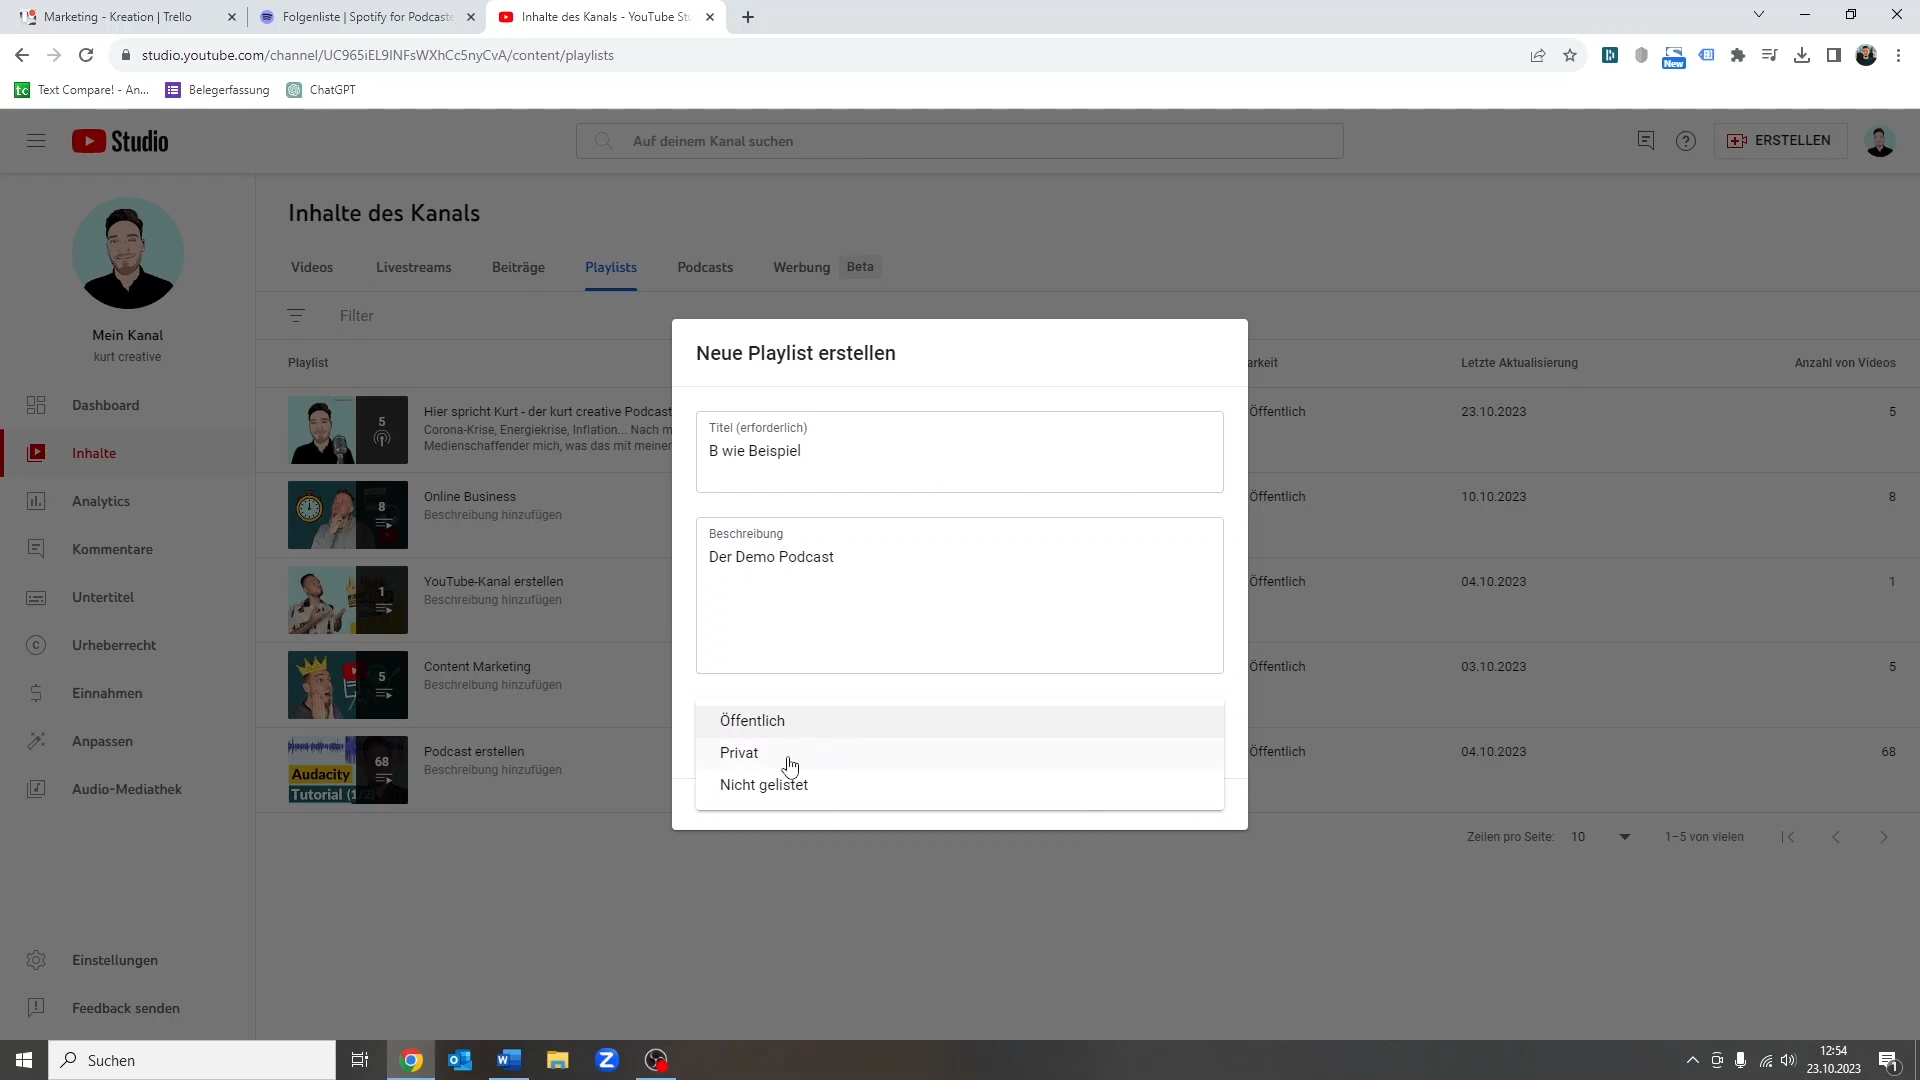 Marketing - Kreation | Trello
Folgenliste | Spotify for Podcaste
Inhalte des Kanals - YouTube Stu
studio.youtube.com/channel/UC965iEL9INFsWXhCc5nyCvA/content/playlists
New
Text Compare! - An...
Belegerfassung
ChatGPT
Studio
Auf deinem Kanal suchen
ERSTELLEN
Mein Kanal
kurt creative
Dashboard
Inhalte
Analytics
Kommentare
Untertitel
Urheberrecht
Einnahmen
Anpassen
Audio-Mediathek
Einstellungen
Feedback senden
Inhalte des Kanals
Videos
Livestreams
Beiträge
Playlists
Podcasts
Werbung
Beta
Filter
Playlist
arkeit
Letzte Aktualisierung
Anzahl von Videos
5
Hier spricht Kurt - der kurt creative Podcast
Corona-Krise, Energiekrise, Inflation... Nach m
Medienschaffender mich, was das mit meiner
Öffentlich
23.10.2023
5
8
Online Business
Beschreibung hinzufügen
Öffentlich
10.10.2023
8
1
YouTube-Kanal erstellen
Beschreibung hinzufügen
Öffentlich
04.10.2023
1
5
Content Marketing
Beschreibung hinzufügen
Öffentlich
03.10.2023
5
Audacity
Tutorial (1/2)
68
Podcast erstellen
Beschreibung hinzufügen
Öffentlich
04.10.2023
68
Zeilen pro Seite:
10
1–5 von vielen
Neue Playlist erstellen
Titel (erforderlich)
B wie Beispiel
Beschreibung
Der Demo Podcast
Öffentlich
Privat
Nicht gelistet
Suchen
12:54
23.10.2023
1